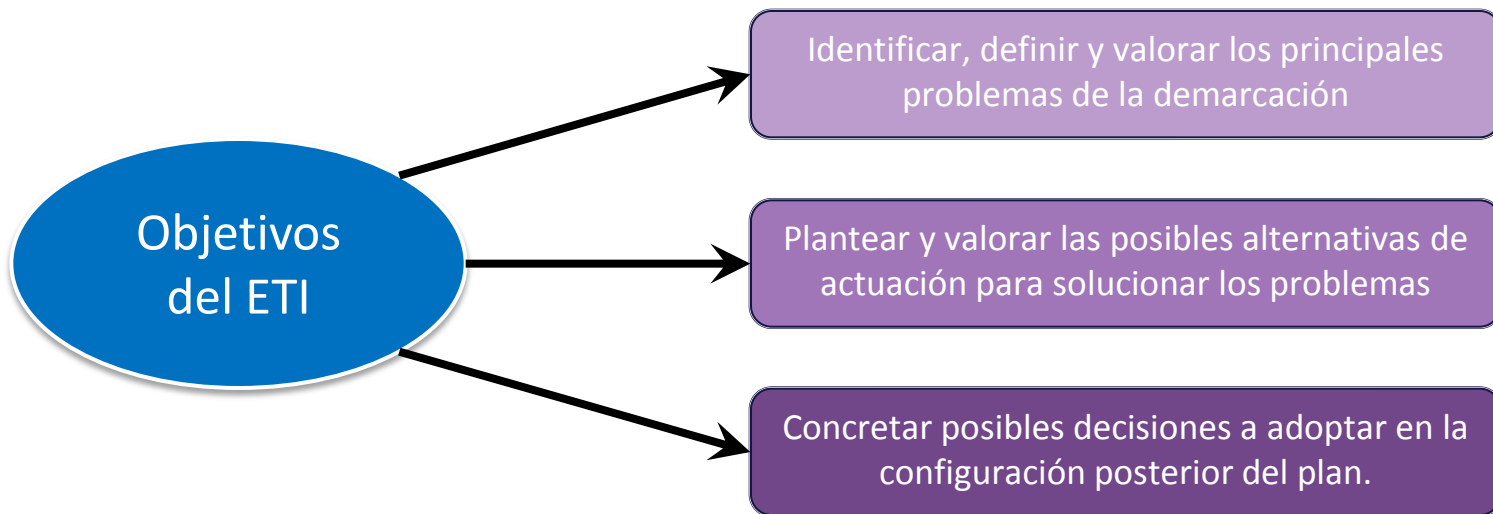 Objetivos
del ETI
Identificar, definir y valorar los principales
problemas de la demarcación
Plantear y valorar las posibles alternativas de
actuación para solucionar los problemas
Concretar posibles decisiones a adoptar en la
configuración posterior del plan.